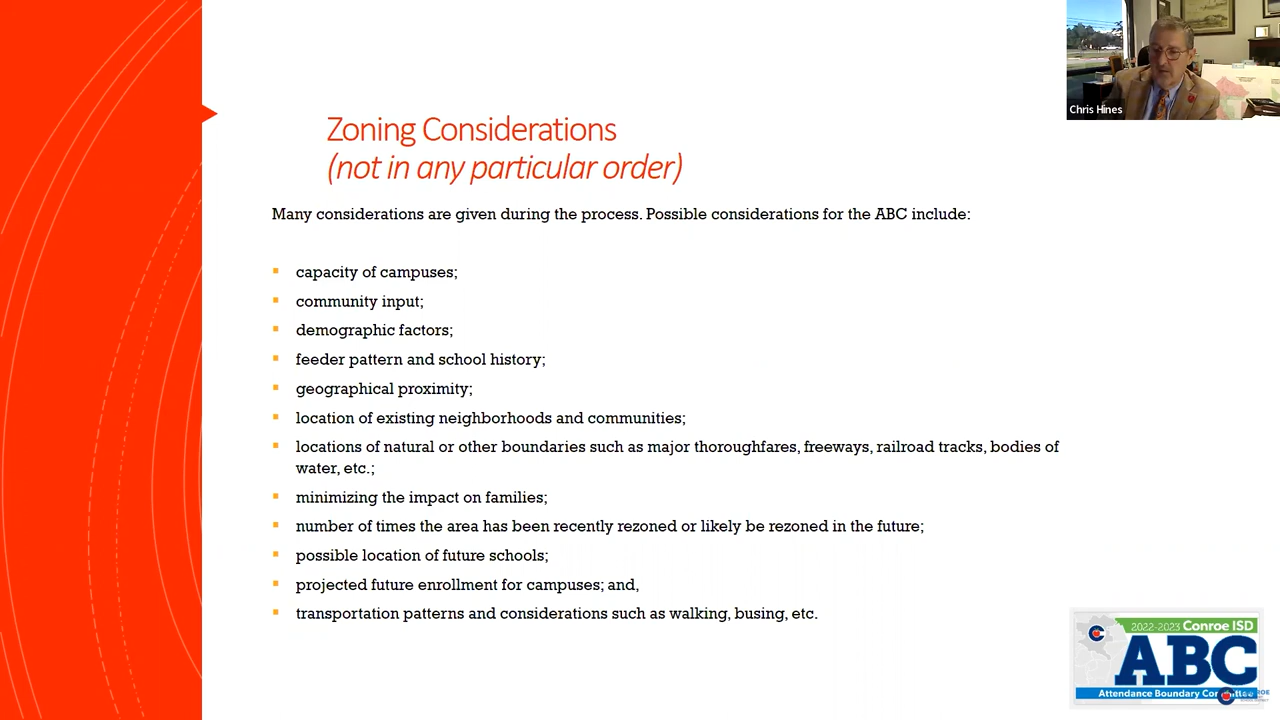 Chris Hines
Zoning Considerations
(not in any particular order)
Many considerations are given during the process. Possible considerations for the ABC include:
capacity of campuses;
community input;
demographic factors;
feeder pattern and school history;
geographical proximity;
location of existing neighborhoods and communities;
locations of natural or other boundaries such as major thoroughfares, freeways, railroad tracks, bodies of
water, etc.;
minimizing the impact on families;
number of times the area has been recently rezoned or likely be rezoned in the future;
possible location of future schools;
projected future enrollment for campuses; and,
transportation patterns and considerations such as walking, busing, etc.
2022-2023 Conroe ISD
ABC
Attendance Boundary Committee